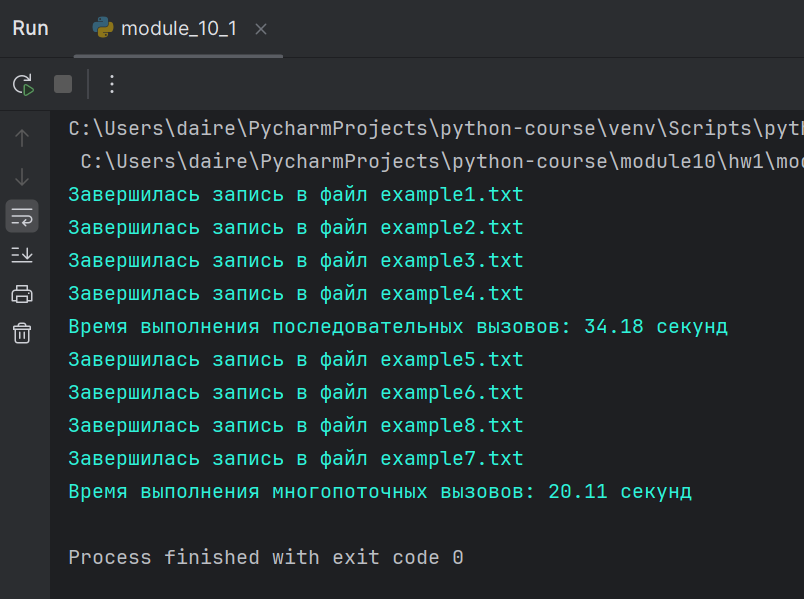 Run module_10_1
C:\Users\daire\PycharmProjects\python-course\venv\Scripts\pyth
C:\Users\daire\PycharmProjects\python-course\module10\hw1\mod
Завершилась запись в файл example1.txt
Завершилась запись в файл example2.txt
Завершилась запись в файл example3.txt
Завершилась запись в файл example4.txt
Время выполнения последовательных вызовов: 34.18 секунд
Завершилась запись в файл example5.txt
Завершилась запись в файл example6.txt
Завершилась запись в файл example8.txt
Завершилась запись в файл example7.txt
Время выполнения многопоточных вызовов: 20.11 секунд
Process finished with exit code 0